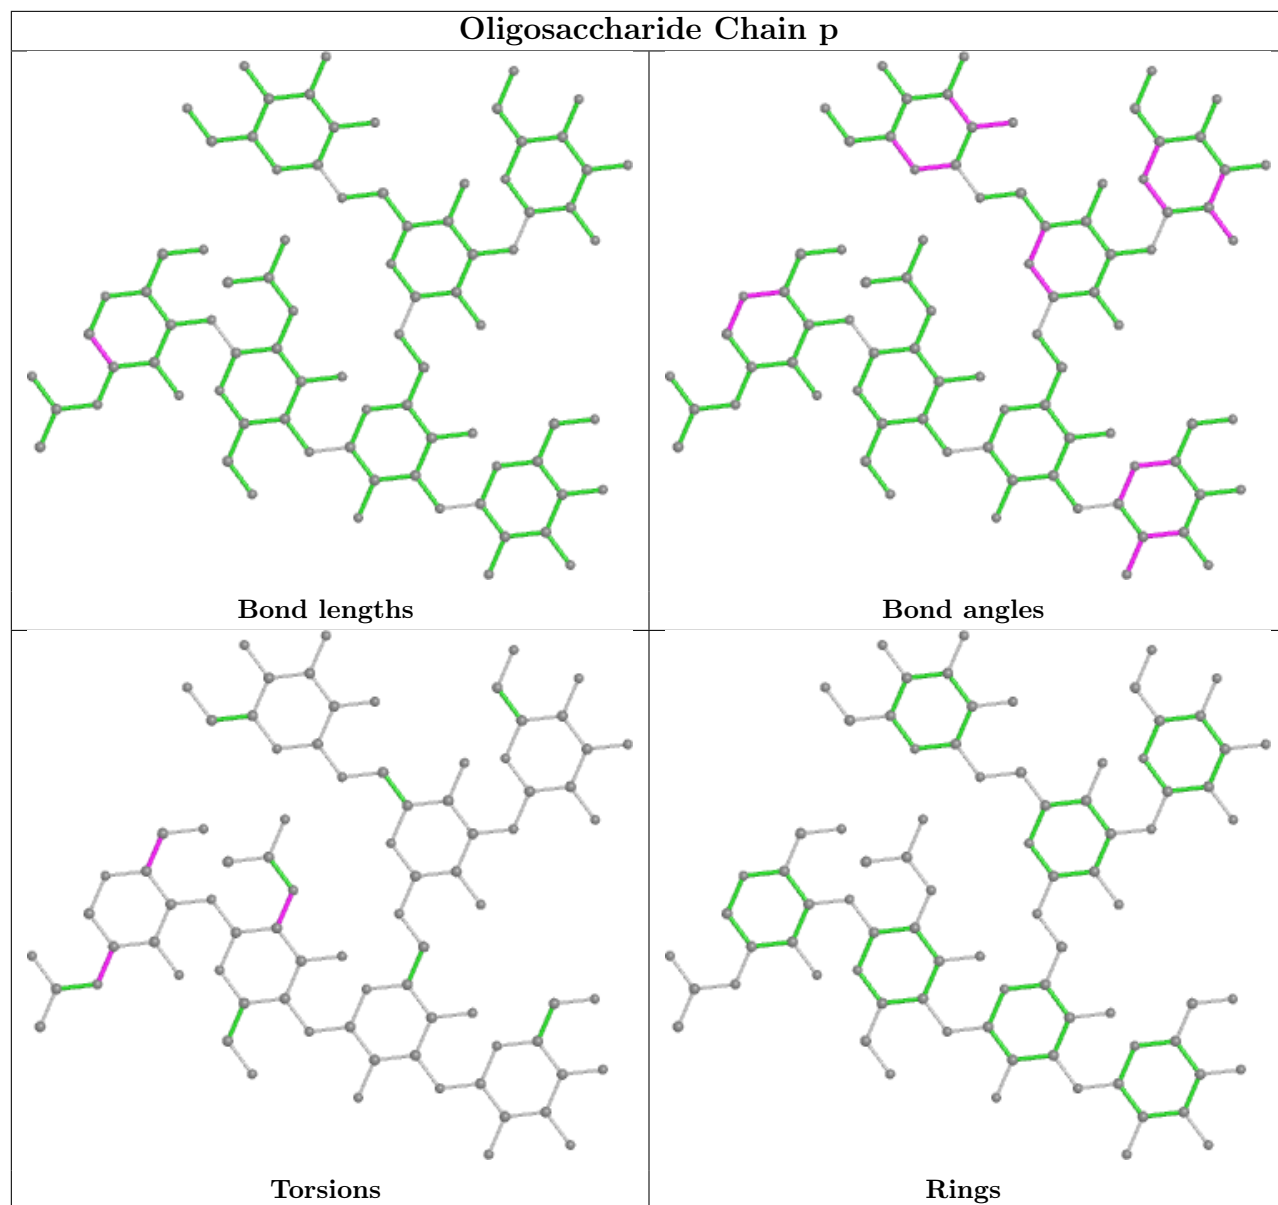 Oligosaccharide Chain p
Bond lengths
Bond angles
Torsions
Rings